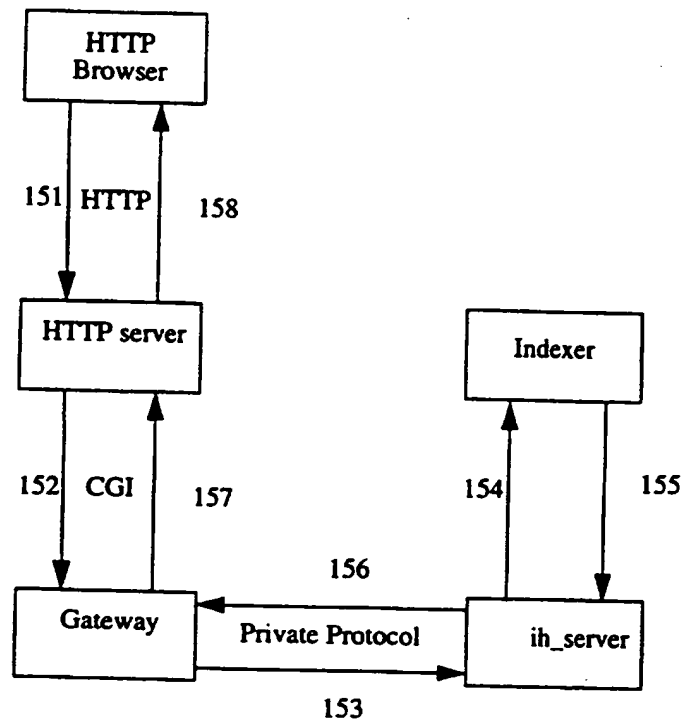 HTTP
Browser
151 HTTP 158
HTTP server
Indexer
152 CGI 157
154 155
156
Gateway
Private Protocol
ih_server
153